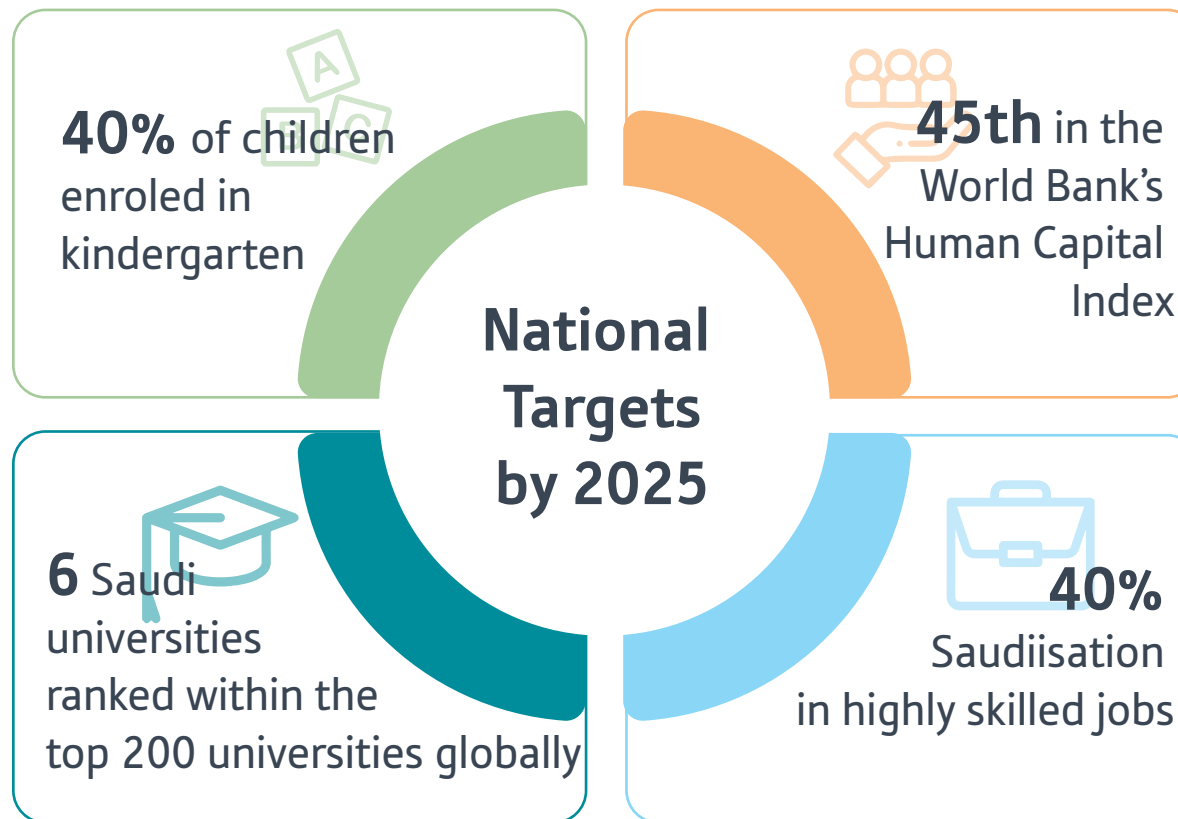 40% of children
enroled in
kindergarten
45th in the
World Bank's
Human Capital
Index
National
Targets
by 2025
6 Saudi
universities
ranked within the
top 200 universities globally
40%
Saudiisation
in highly skilled jobs
A
B
C